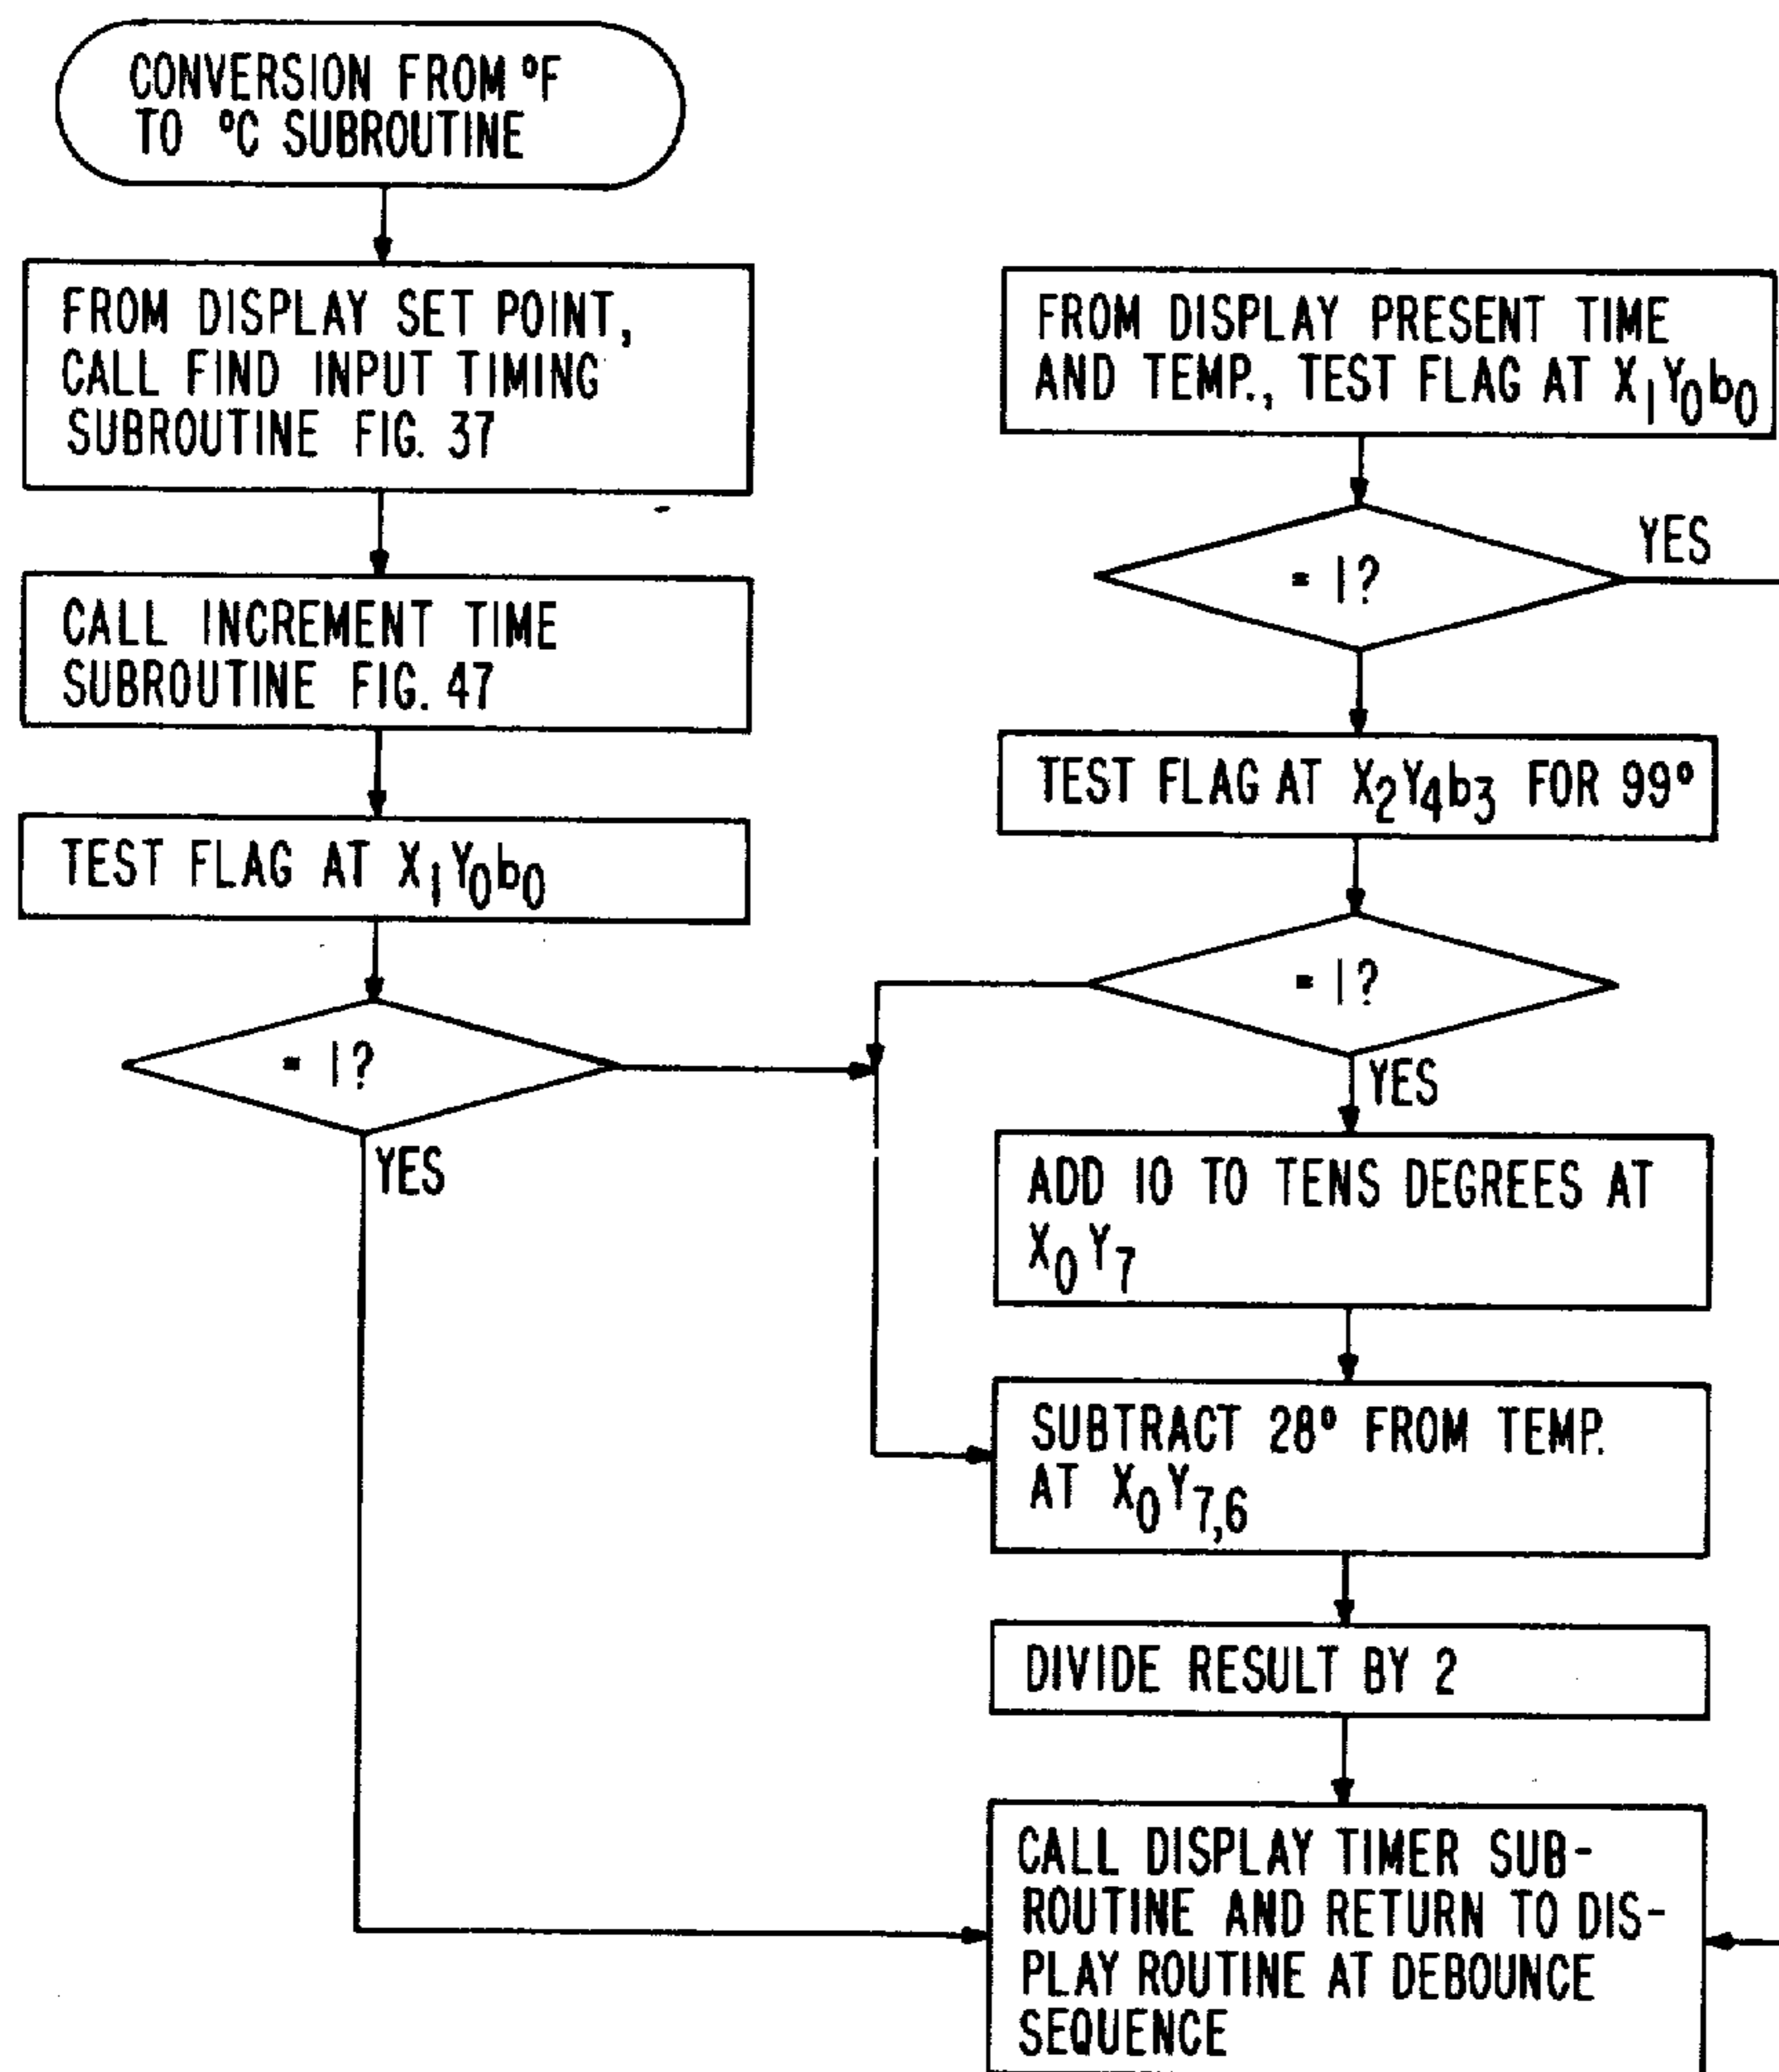 CONVERSION FROM °F
TO °C SUBROUTINE
FROM DISPLAY SET POINT,
CALL FIND INPUT TIMING
SUBROUTINE FIG. 37
CALL INCREMENT TIME
SUBROUTINE FIG. 47
TEST FLAG AT X₁Y₀b₀
= 1?
YES
FROM DISPLAY PRESENT TIME
AND TEMP., TEST FLAG AT X₁Y₀b₀
= 1?
YES
TEST FLAG AT X₂Y₄b₃ FOR 99°
= 1?
YES
ADD 10 TO TENS DEGREES AT
X₀Y₇
SUBTRACT 28° FROM TEMP.
AT X₀Y₇,₆
DIVIDE RESULT BY 2
CALL DISPLAY TIMER SUB-
ROUTINE AND RETURN TO DIS-
PLAY ROUTINE AT DEBOUNCE
SEQUENCE